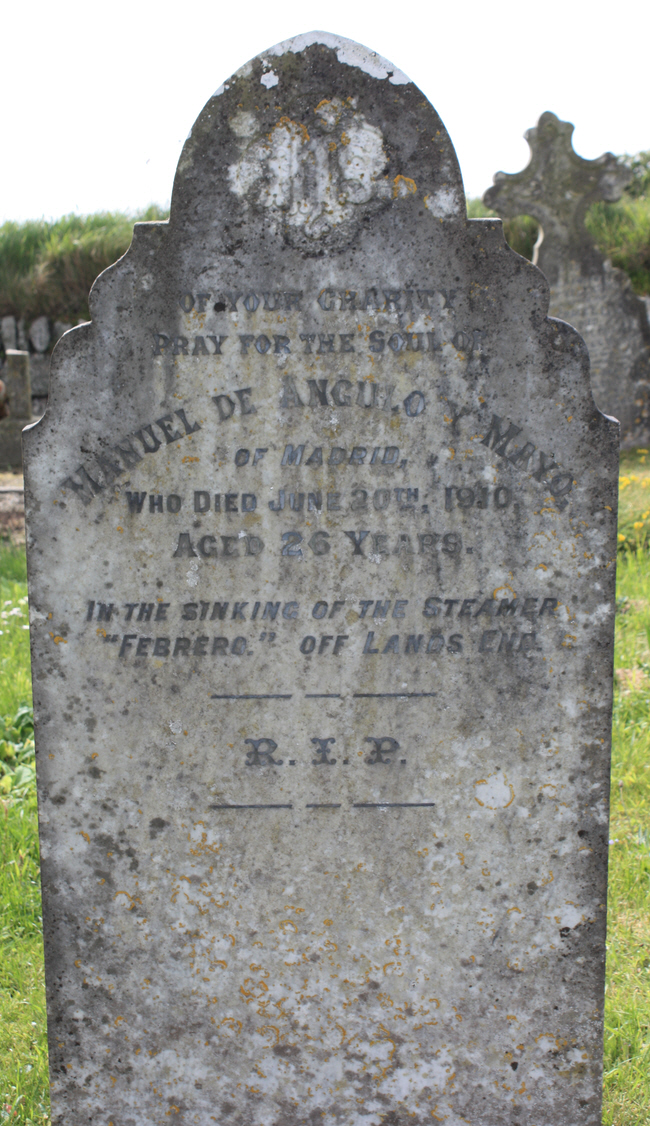 IHS
OF YOUR CHARITY
PRAY FOR THE SOUL OF
MANUEL DE ANGULO Y MAYO,
OF MADRID,
WHO DIED JUNE 20TH, 1910,
AGED 26 YEARS.
IN THE SINKING OF THE STEAMER
"FEBRERO." OFF LANDS END.
R. I. P.